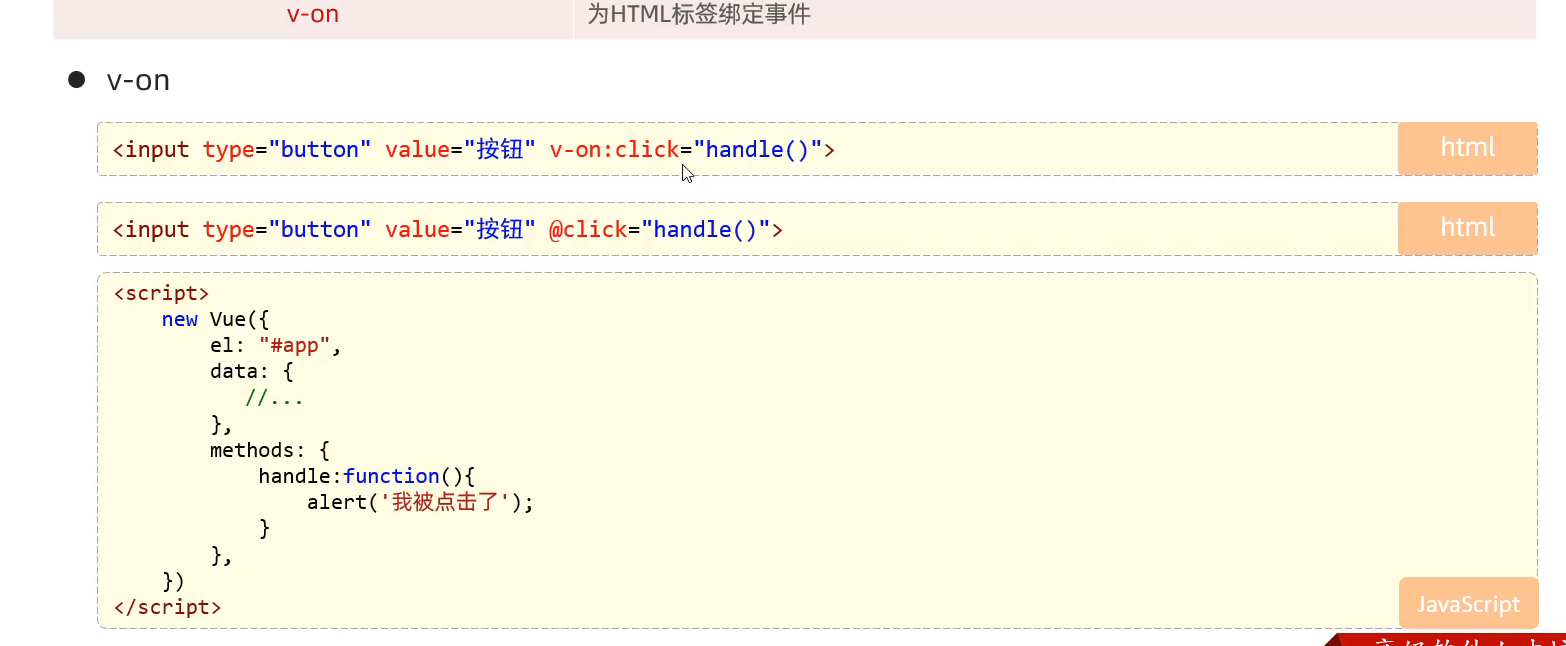 v-on
为HTML标签绑定事件
● v-on
<input type="button" value="按钮" v-on:click="handle()">
html
<input type="button" value="按钮" @click="handle()">
html
<script>
    new Vue({
        el: "#app",
        data: {
           //...
        },
        methods: {
            handle:function(){
                alert('我被点击了');
            }
        },
    })
</script>
JavaScript